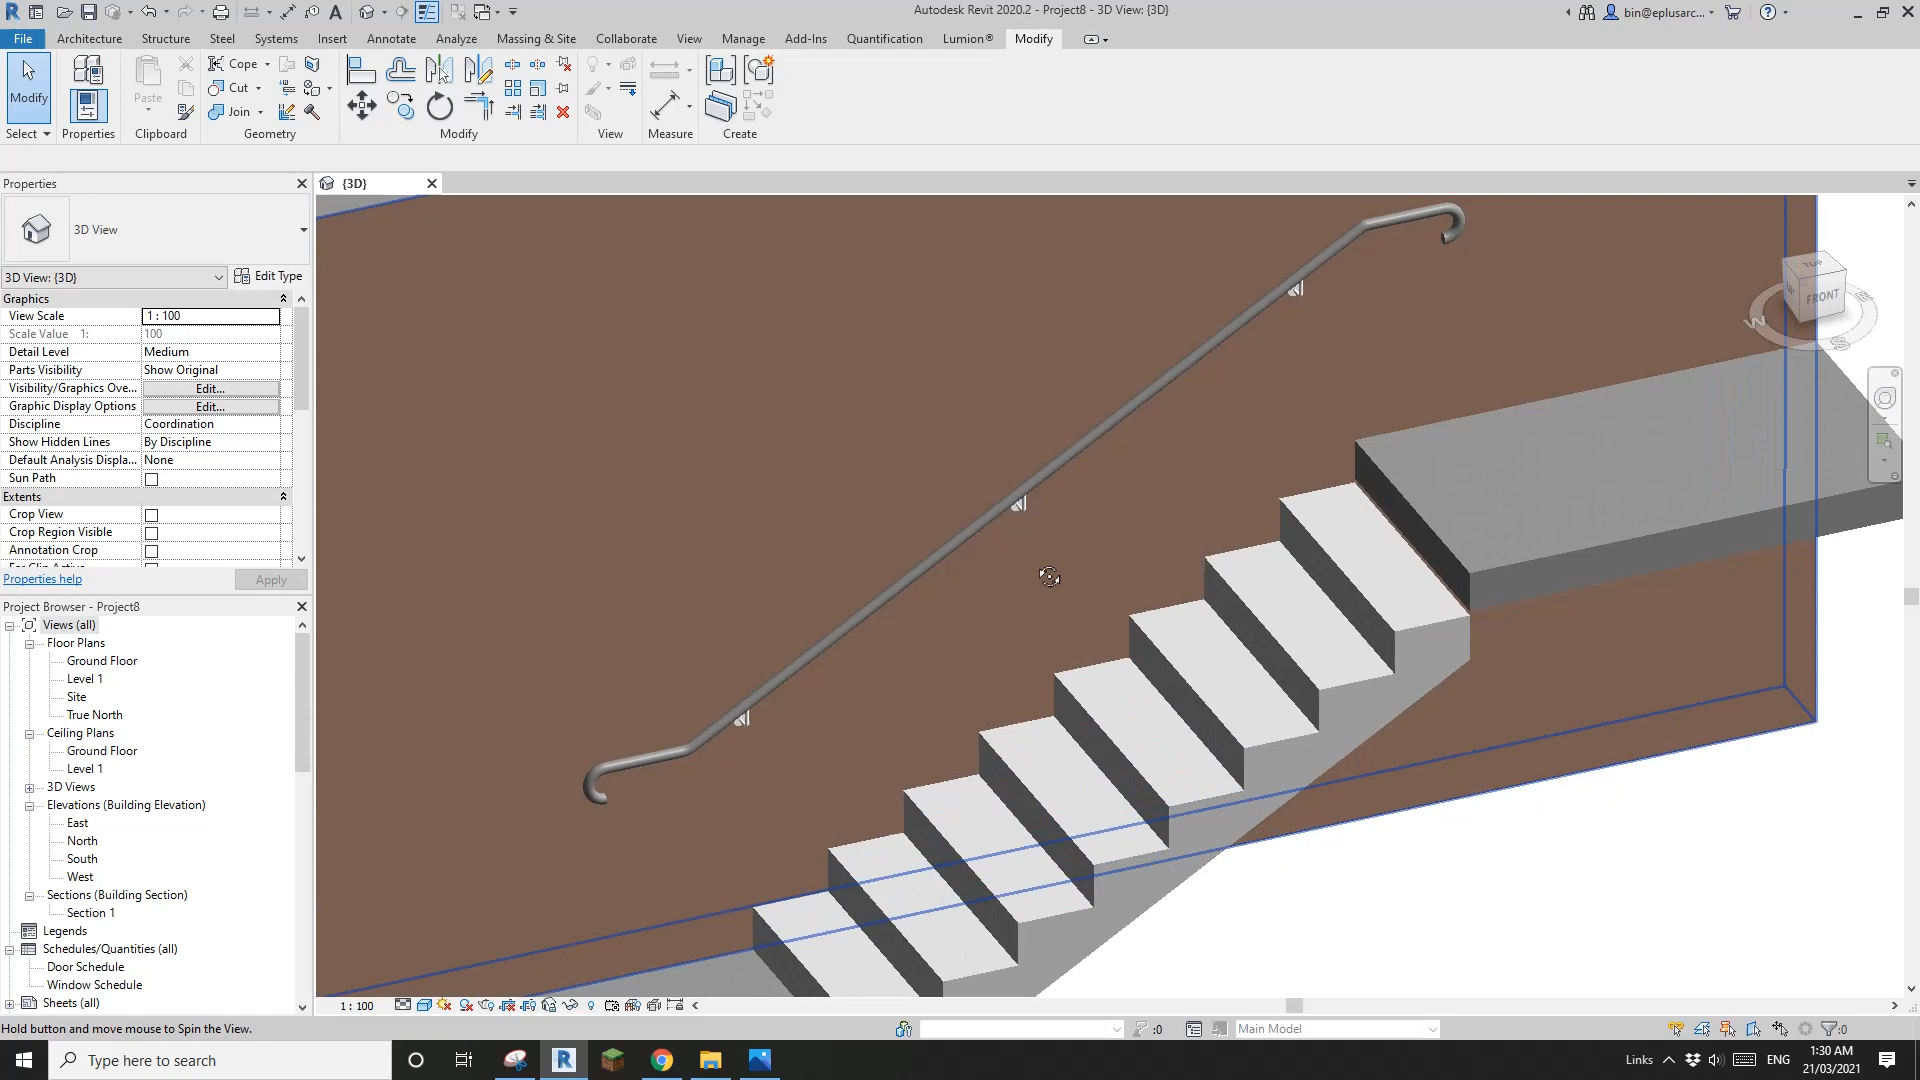 Autodesk Revit 2020.2 - Project8 - 3D View: {3D}
bin@eplusarc...
File Architecture Structure Steel Systems Insert Annotate Analyze Massing & Site Collaborate View Manage Add-Ins Quantification Lumion® Modify
Modify Paste Cope
Cut
Join
Select Properties Clipboard Geometry Modify View Measure Create
Properties
{3D}
3D View
3D View: {3D} Edit Type
Graphics
View Scale 1 : 100
Scale Value 1: 100
Detail Level Medium
Parts Visibility Show Original
Visibility/Graphics Ove... Edit...
Graphic Display Options Edit...
Discipline Coordination
Show Hidden Lines By Discipline
Default Analysis Displa... None
Sun Path
Extents
Crop View
Crop Region Visible
Annotation Crop
Properties help Apply
TOP
FRONT
W
S
E
Project Browser - Project8
Views (all)
Floor Plans
Ground Floor
Level 1
Site
True North
Ceiling Plans
Ground Floor
Level 1
3D Views
Elevations (Building Elevation)
East
North
South
West
Sections (Building Section)
Section 1
Legends
Schedules/Quantities (all)
Door Schedule
Window Schedule
Sheets (all)
1 : 100
Hold button and move mouse to Spin the View.
:0
Main Model
:0
Type here to search
Links
ENG
1:30 AM
21/03/2021